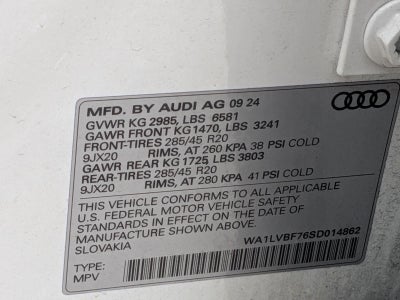 MFD. BY AUDI AG 09 24
GVWR KG 2985, LBS 6581
GAWR FRONT KG 1470, LBS 3241
FRONT-TIRES 285/45 R20
9JX20 RIMS, AT 260 KPA 38 PSI COLD
GAWR REAR KG 1725, LBS 3803
REAR-TIRES 285/45 R20
9JX20 RIMS, AT 280 KPA 41 PSI COLD
THIS VEHICLE CONFORMS TO ALL APPLICABLE
U.S. FEDERAL MOTOR VEHICLE SAFETY
STANDARDS IN EFFECT ON THE DATE OF
MANUFACTURE SHOWN ABOVE.
SLOVAKIA WA1LVBF76SD014862
TYPE: MPV